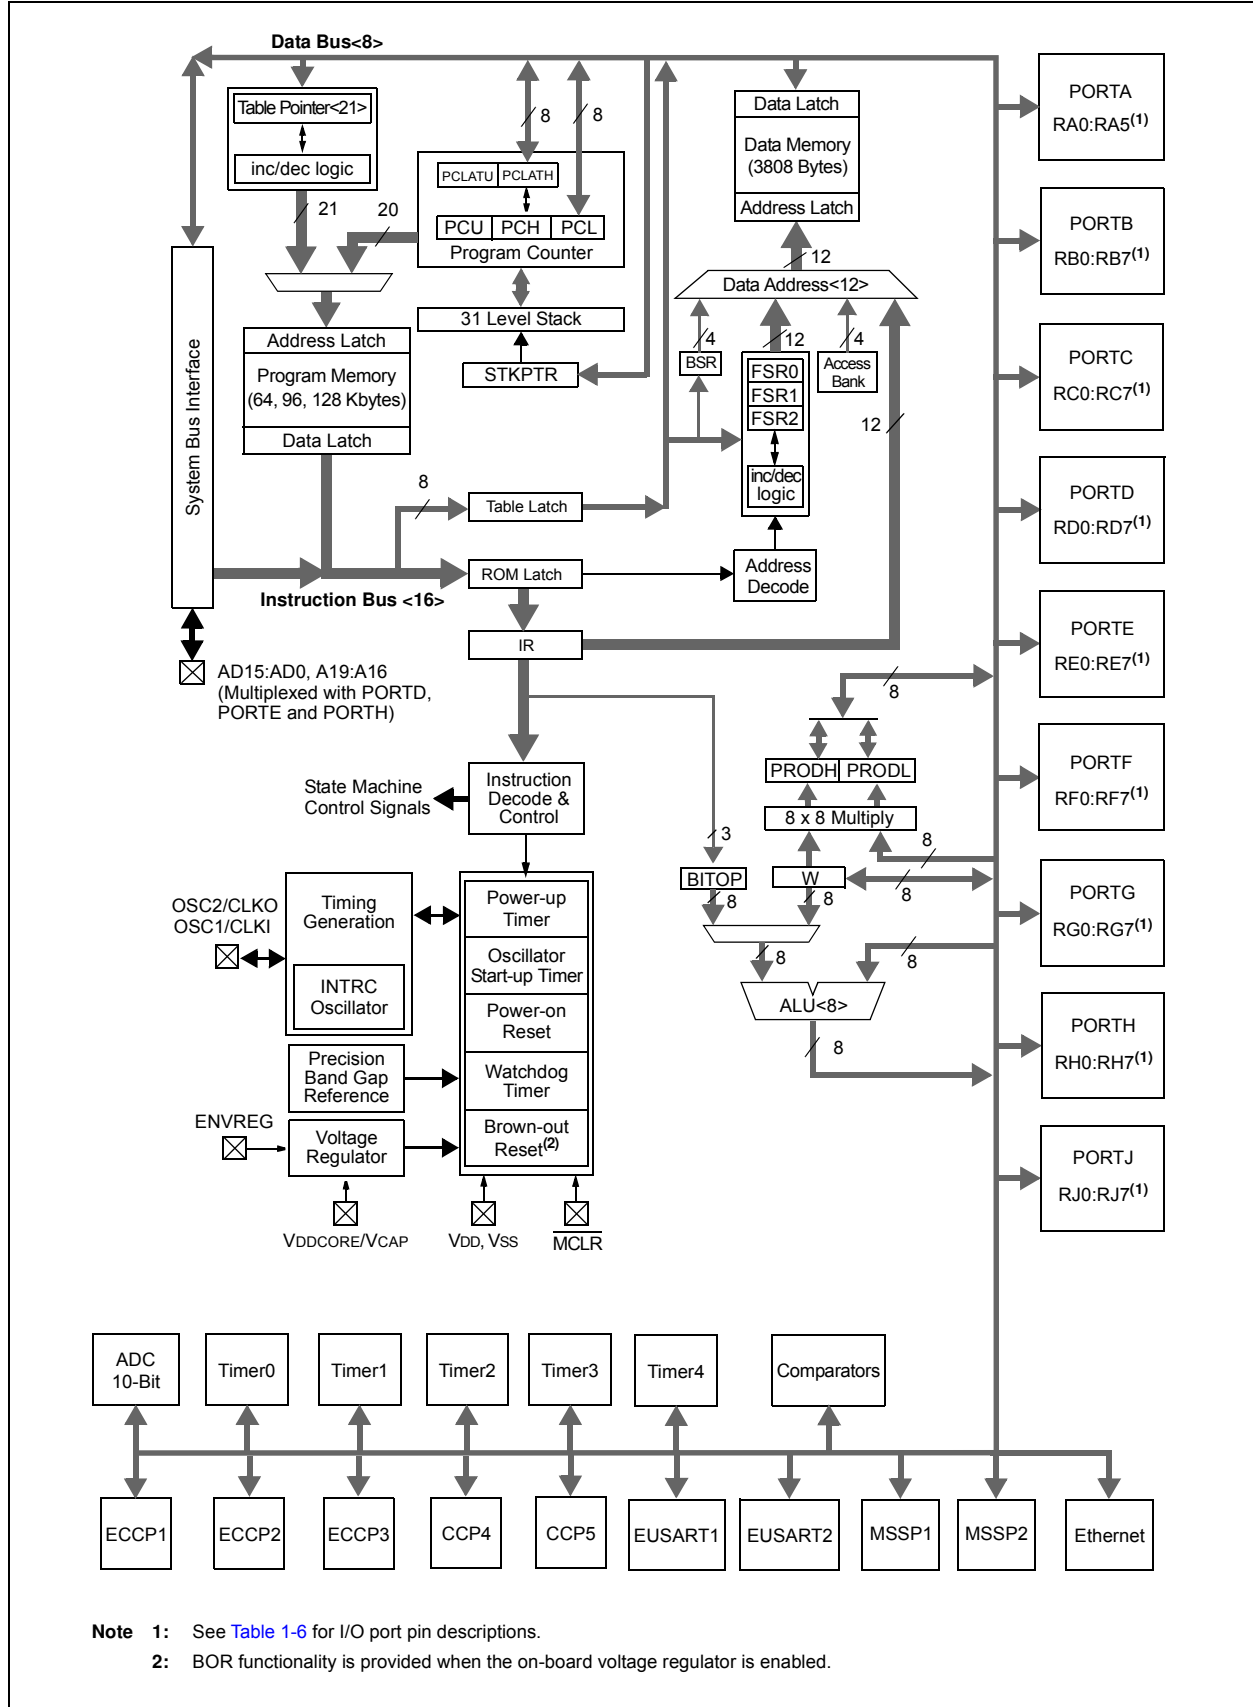 Data Bus<8>
Table Pointer<21>
inc/dec logic
21
20
8
8
PCLATU
PCLATH
PCU
PCH
PCL
Program Counter
31 Level Stack
STKPTR
Data Latch
Data Memory
(3808 Bytes)
Address Latch
12
Data Address<12>
4
12
4
BSR
FSR0
FSR1
FSR2
inc/dec
logic
Access
Bank
12
System Bus Interface
Address Latch
Program Memory
(64, 96, 128 Kbytes)
Data Latch
8
Table Latch
ROM Latch
Instruction Bus <16>
Address
Decode
IR
AD15:AD0, A19:A16
(Multiplexed with PORTD,
PORTE and PORTH)
State Machine
Control Signals
Instruction
Decode &
Control
8
PRODH
PRODL
8 x 8 Multiply
3
8
BITOP
W
8
8
8
8
8
ALU<8>
8
OSC2/CLKO
OSC1/CLKI
Timing
Generation
INTRC
Oscillator
Power-up
Timer
Oscillator
Start-up Timer
Power-on
Reset
Watchdog
Timer
Brown-out
Reset(2)
Precision
Band Gap
Reference
ENVREG
Voltage
Regulator
VDDCORE/VCAP
VDD, VSS
MCLR
PORTA
RA0:RA5(1)
PORTB
RB0:RB7(1)
PORTC
RC0:RC7(1)
PORTD
RD0:RD7(1)
PORTE
RE0:RE7(1)
PORTF
RF0:RF7(1)
PORTG
RG0:RG7(1)
PORTH
RH0:RH7(1)
PORTJ
RJ0:RJ7(1)
ADC
10-Bit
Timer0
Timer1
Timer2
Timer3
Timer4
Comparators
ECCP1
ECCP2
ECCP3
CCP4
CCP5
EUSART1
EUSART2
MSSP1
MSSP2
Ethernet
Note 1: See Table 1-6 for I/O port pin descriptions.
2: BOR functionality is provided when the on-board voltage regulator is enabled.